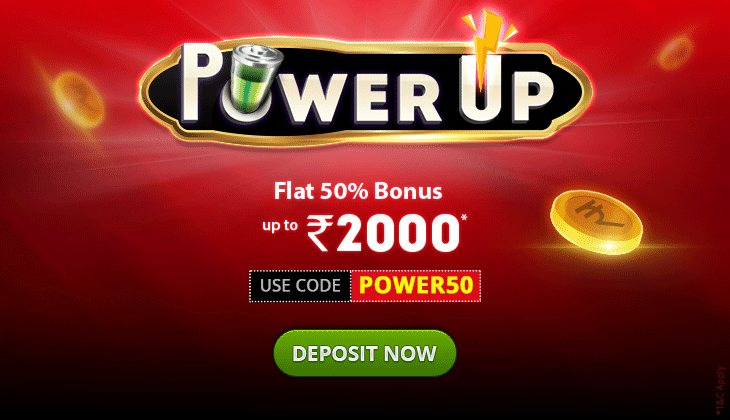 POWER UP
Flat 50% Bonus
up to ₹2000*
USE CODE POWER50
DEPOSIT NOW
*T&C Apply